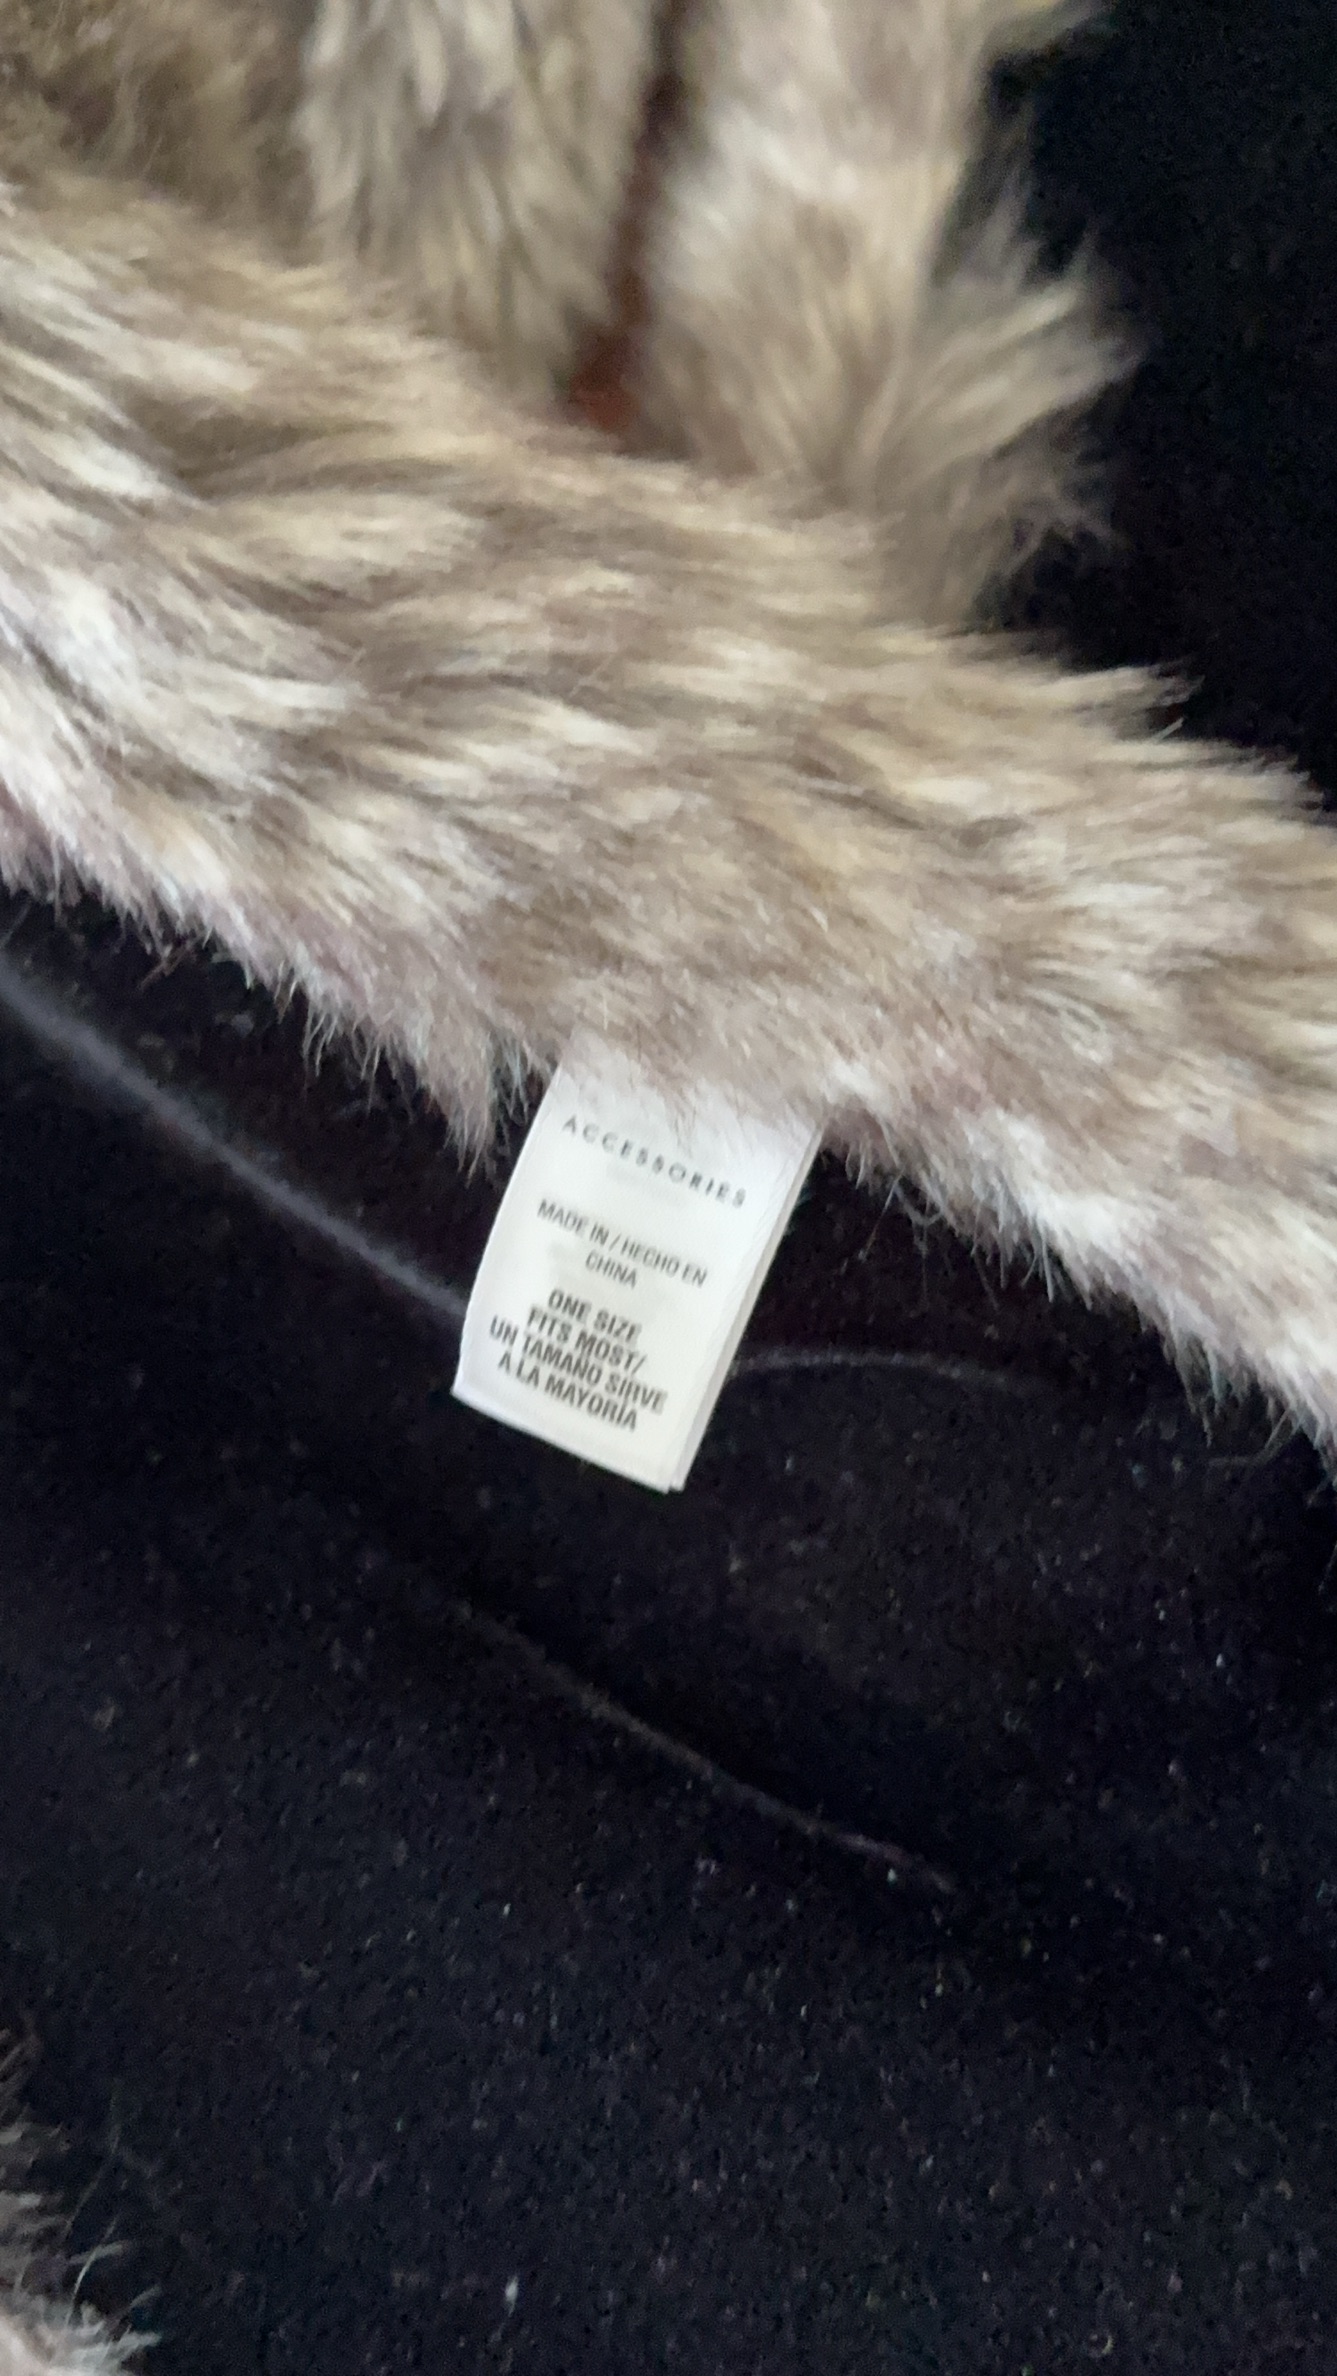 ACCESSORIES
MADE IN / HECHO EN
CHINA
ONE SIZE
FITS MOST/
UN TAMAÑO SIRVE
A LA MAYORÍA